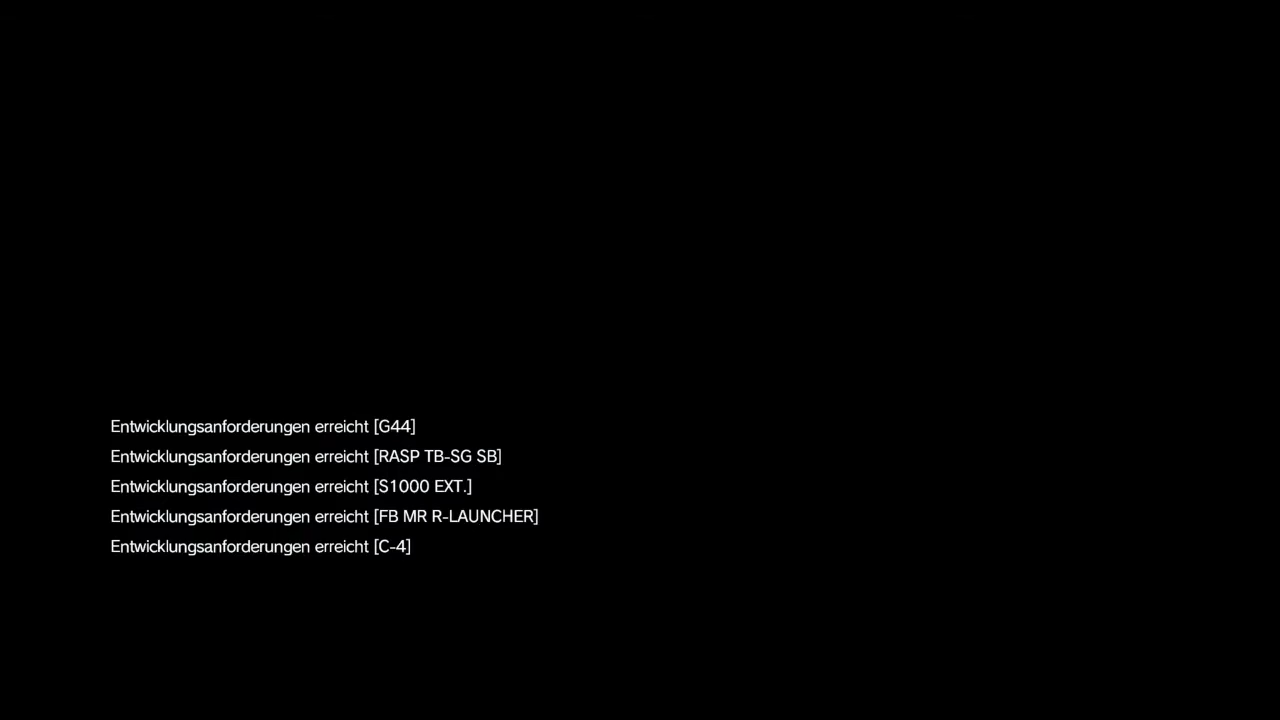 Entwicklungsanforderungen erreicht [G44]
Entwicklungsanforderungen erreicht [RASP TB-SG SB]
Entwicklungsanforderungen erreicht [S1000 EXT.]
Entwicklungsanforderungen erreicht [FB MR R-LAUNCHER]
Entwicklungsanforderungen erreicht [C-4]